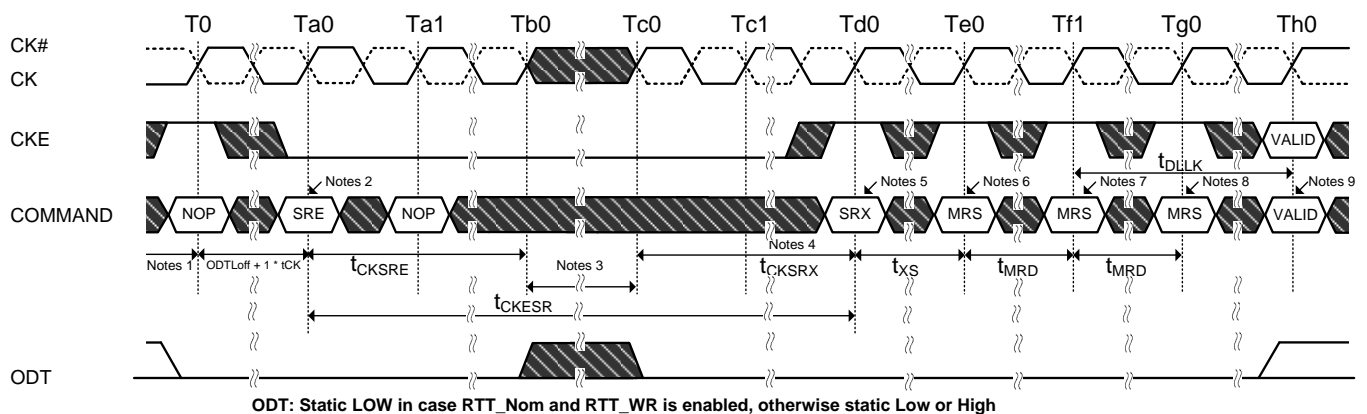 T0 Ta0 Ta1 Tb0 Tc0 Tc1 Td0 Te0 Tf1 Tg0 Th0
CK#
CK
CKE
VALID
tDLLK
Notes 2 Notes 5 Notes 6 Notes 7 Notes 8 Notes 9
COMMAND
NOP SRE NOP SRX MRS MRS MRS VALID
Notes 1 ODTLoff + 1 * tCK tCKSRE Notes 3 Notes 4 tCKSRX tXS tMRD tMRD
tCKESR
ODT
ODT: Static LOW in case RTT_Nom and RTT_WR is enabled, otherwise static Low or High